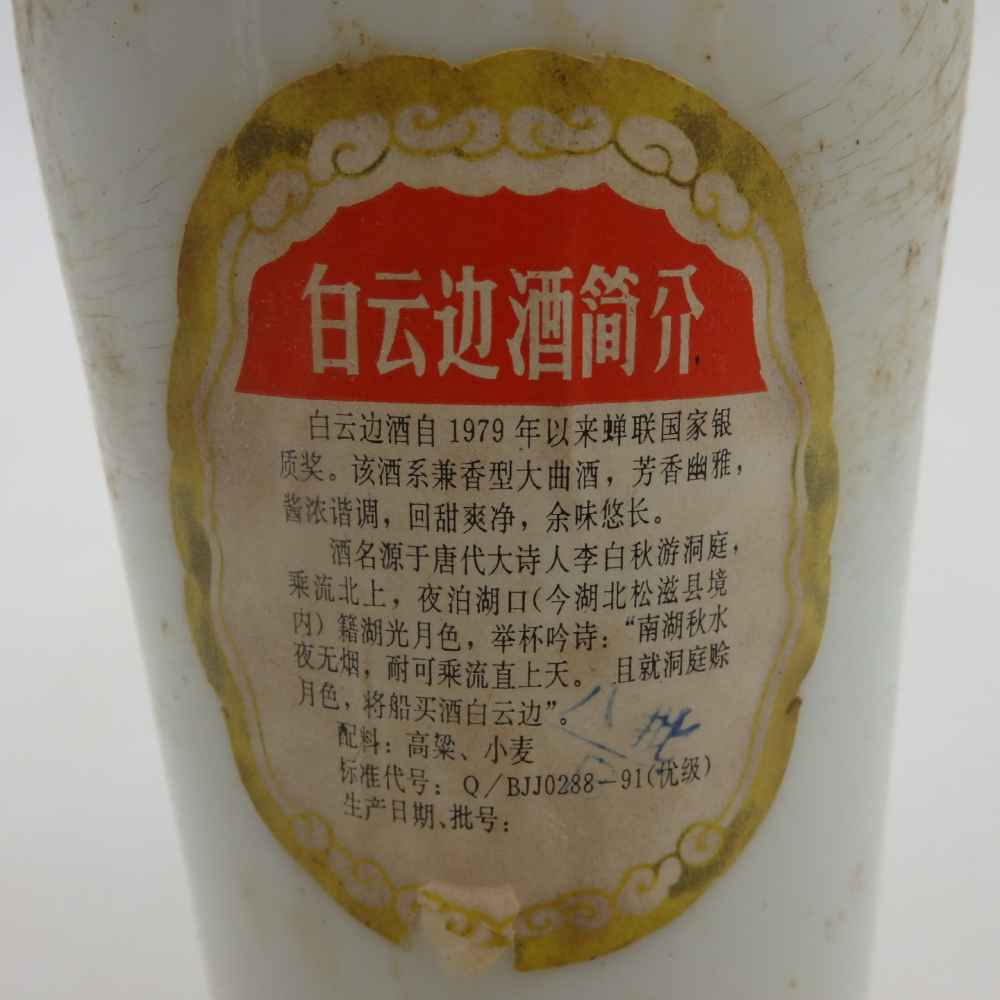 白云边酒简介
白云边酒自1979年以来蝉联国家银
质奖。该酒系兼香型大曲酒，芳香幽雅，
酱浓谐调，回甜爽净，余味悠长。
酒名源于唐代大诗人李白秋游洞庭，
乘流北上，夜泊湖口(今湖北松滋县境
内)籍湖光月色，举杯吟诗：“南湖秋水
夜无烟，耐可乘流直上天。且就洞庭赊
月色，将船买酒白云边”。
配料：高粱、小麦
标准代号：Q/BJJ0288-91(优级)
生产日期、批号：